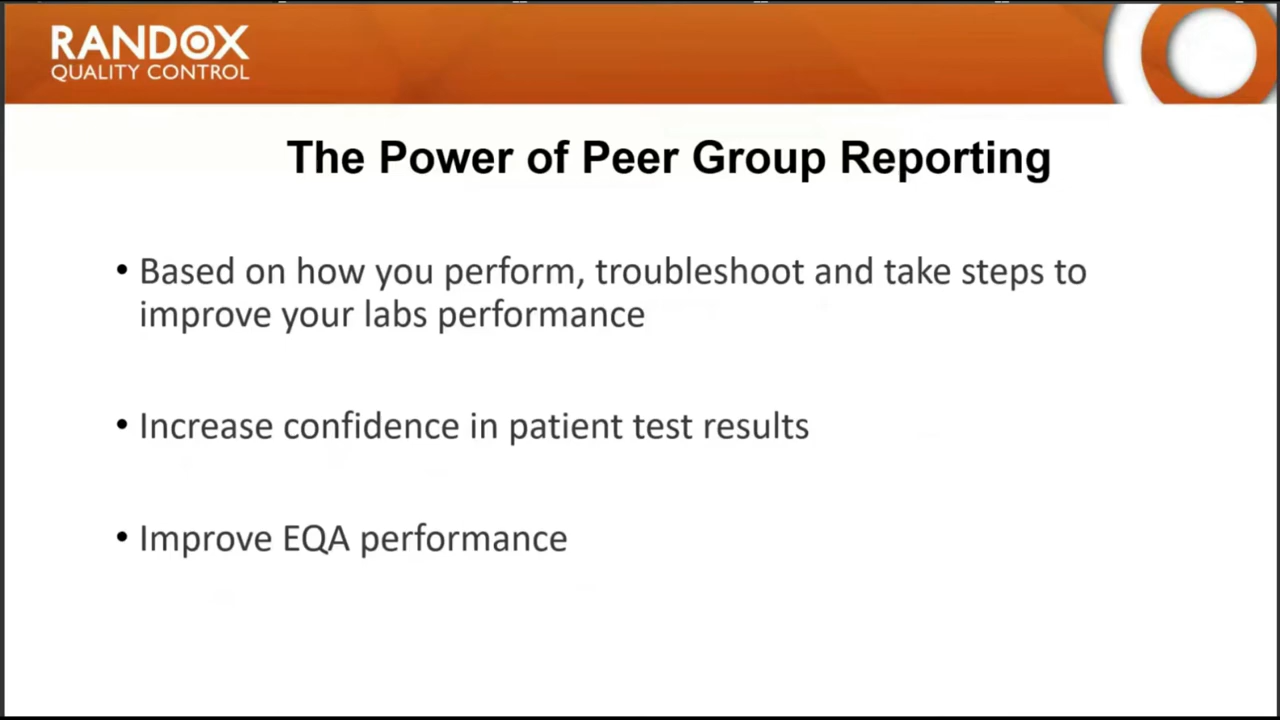 RANDOX
QUALITY CONTROL
The Power of Peer Group Reporting
• Based on how you perform, troubleshoot and take steps to
improve your labs performance
• Increase confidence in patient test results
• Improve EQA performance